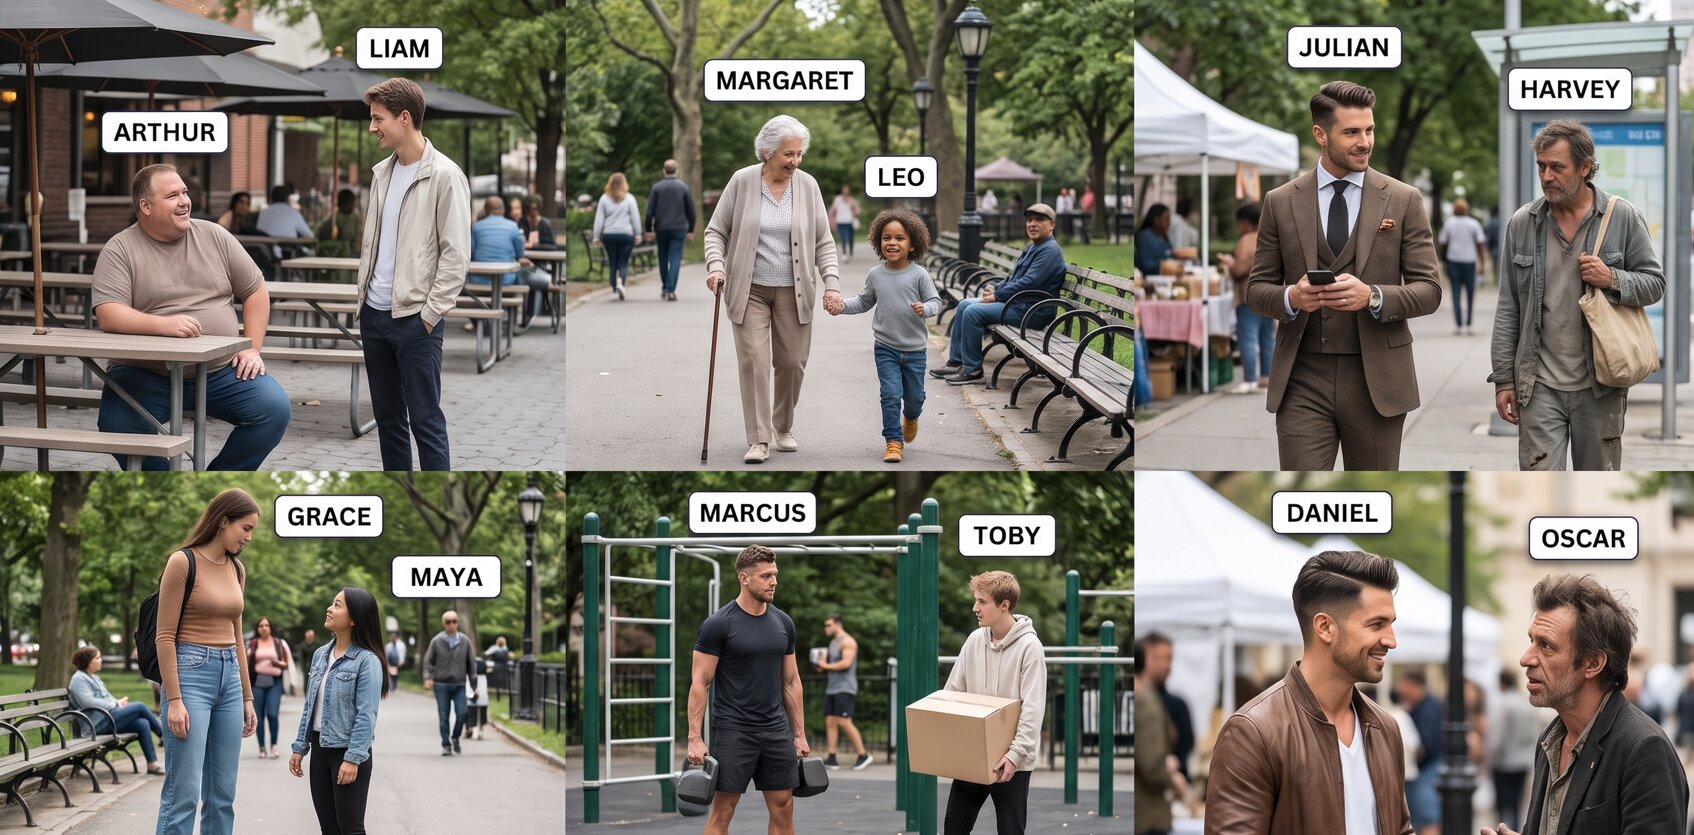 LIAM
ARTHUR
MARGARET
LEO
JULIAN
HARVEY
GRACE
MAYA
MARCUS
TOBY
DANIEL
OSCAR